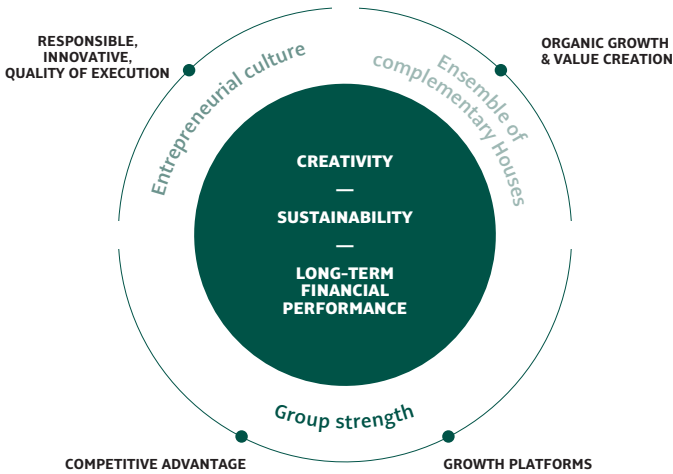 RESPONSIBLE,
INNOVATIVE,
QUALITY OF EXECUTION
Entrepreneurial culture
Ensemble of
complementary Houses
ORGANIC GROWTH
& VALUE CREATION
CREATIVITY
—
SUSTAINABILITY
—
LONG-TERM
FINANCIAL
PERFORMANCE
Group strength
COMPETITIVE ADVANTAGE
GROWTH PLATFORMS